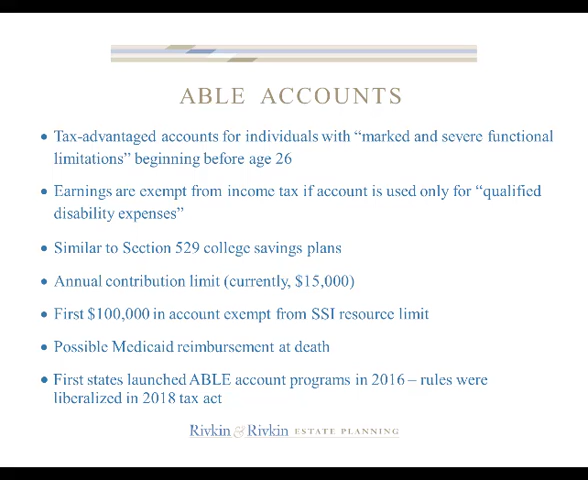 ABLE ACCOUNTS
• Tax-advantaged accounts for individuals with “marked and severe functional
limitations” beginning before age 26
• Earnings are exempt from income tax if account is used only for “qualified
disability expenses”
• Similar to Section 529 college savings plans
• Annual contribution limit (currently, $15,000)
• First $100,000 in account exempt from SSI resource limit
• Possible Medicaid reimbursement at death
• First states launched ABLE account programs in 2016 – rules were
liberalized in 2018 tax act
Rivkin & Rivkin ESTATE PLANNING